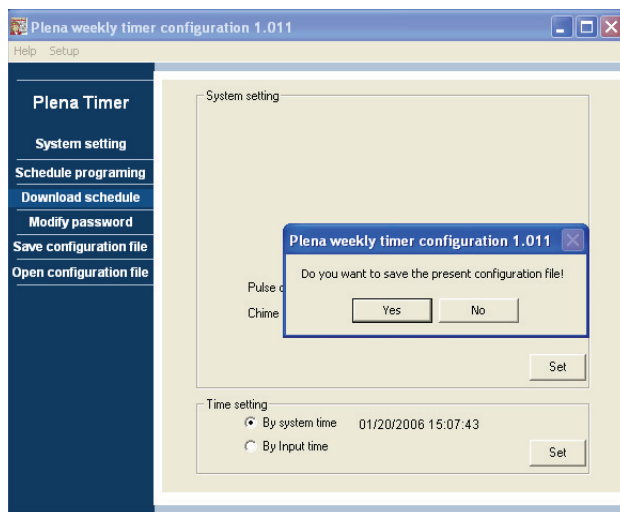 Plena weekly timer configuration 1.011
Help Setup
Plena Timer
System setting
Schedule programing
Download schedule
Modify password
Save configuration file
Open configuration file
System setting
Plena weekly timer configuration 1.011
Do you want to save the present configuration file!
Yes No
Pulse
Chime
Set
Time setting
By system time 01/20/2006 15:07:43
By Input time
Set